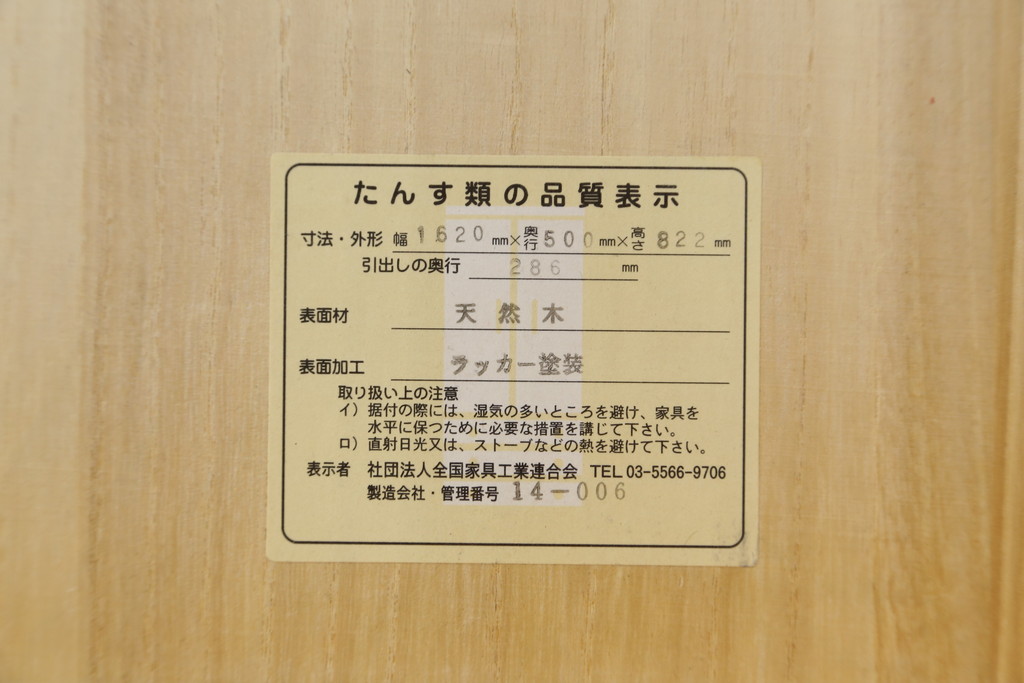 たんす類の品質表示
寸法・外形 幅 1620 mm×奥行500mm×高さ 822 mm
引出しの奥行 286 mm
表面材 天然木
表面加工 ラッカー塗装
取り扱い上の注意
イ）据付の際には、湿気の多いところを避け、家具を
水平に保つために必要な措置を講じて下さい。
ロ）直射日光又は、ストーブなどの熱を避けて下さい。
表示者 社団法人全国家具工業連合会 TEL 03-5566-9706
製造会社・管理番号 14-006